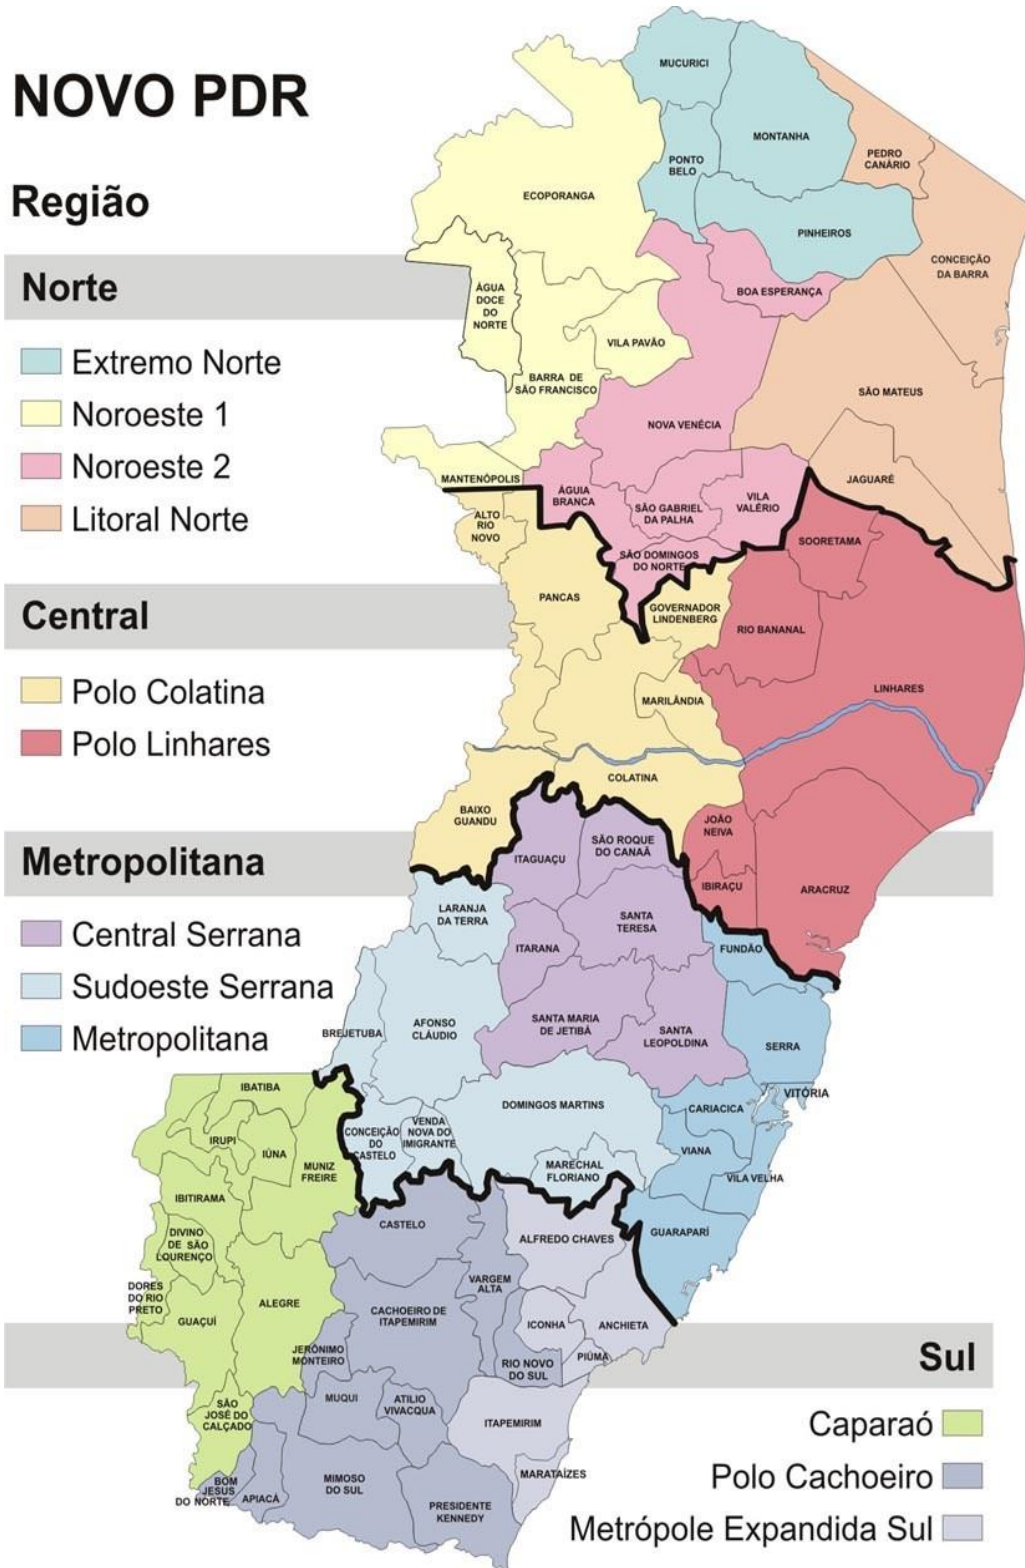 NOVO PDR
Região
Norte
Extremo Norte
Noroeste 1
Noroeste 2
Litoral Norte
Central
Polo Colatina
Polo Linhares
Metropolitana
Central Serrana
Sudoeste Serrana
Metropolitana
Sul
Caparaó
Polo Cachoeiro
Metrópole Expandida Sul
MUCURICI
MONTANHA
PEDRO
CANÁRIO
PONTO
BELO
ECOPORANGA
PINHEIROS
CONCEIÇÃO
DA BARRA
ÁGUA
DOCE
DO
NORTE
BOA ESPERANÇA
VILA PAVÃO
BARRA DE
SÃO FRANCISCO
SÃO MATEUS
NOVA VENÉCIA
MANTENÓPOLIS
ÁGUIA
BRANCA
SÃO GABRIEL
DA PALHA
VILA
VALÉRIO
JAGUARÉ
ALTO
RIO
NOVO
SÃO DOMINGOS
DO NORTE
SOORETAMA
PANCAS
GOVERNADOR
LINDENBERG
RIO BANANAL
LINHARES
MARILÂNDIA
COLATINA
BAIXO
GUANDU
JOÃO
NEIVA
SÃO ROQUE
DO CANAÃ
ITAGUAÇU
IBIRAÇU
ARACRUZ
LARANJA
DA TERRA
SANTA
TERESA
ITARANA
FUNDÃO
BREJETUBA
AFONSO
CLÁUDIO
SANTA MARIA
DE JETIBÁ
SANTA
LEOPOLDINA
SERRA
IBATIBA
VITÓRIA
CARIACICA
DOMINGOS MARTINS
CONCEIÇÃO
DO
CASTELO
VENDA
NOVA DO
IMIGRANTE
IRUPI
IÚNA
MUNIZ
FREIRE
VIANA
MARECHAL
FLORIANO
VILA VELHA
IBITIRAMA
CASTELO
ALFREDO CHAVES
GUARAPARÍ
DIVINO
DE SÃO
LOURENÇO
VARGEM
ALTA
DORES
DO RIO
PRETO
ALEGRE
GUAÇUÍ
CACHOEIRO DE
ITAPEMIRIM
ICONHA
ANCHIETA
JERÔNIMO
MONTEIRO
PIÚMA
RIO NOVO
DO SUL
SÃO
JOSÉ DO
CALÇADO
MUQUI
ATILIO
VIVACQUA
ITAPEMIRIM
BOM
JESUS
DO NORTE
APIACÁ
MIMOSO
DO SUL
MARATAÍZES
PRESIDENTE
KENNEDY